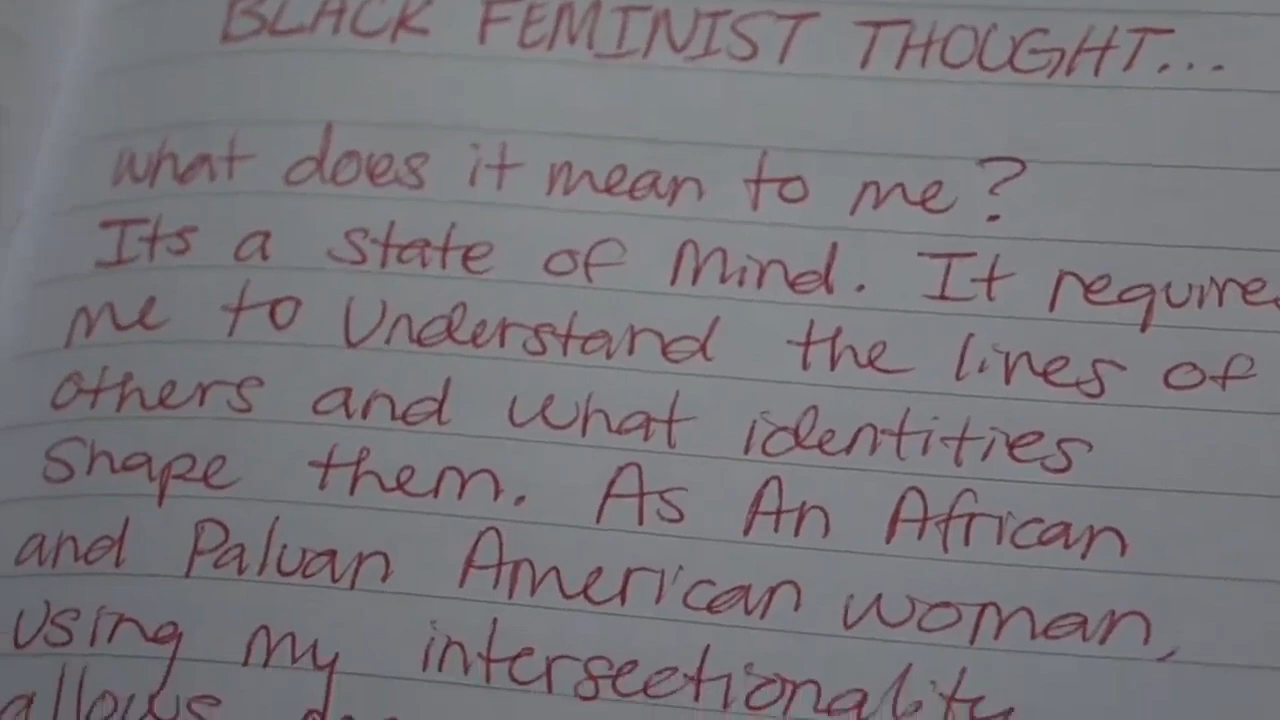 BLACK FEMINIST THOUGHT...
what does it mean to me?
Its a state of Mind. It require
me to Understand the lives of
others and what identities
shape them. As An African
and Paluan American woman,
using my intersectionality
allows